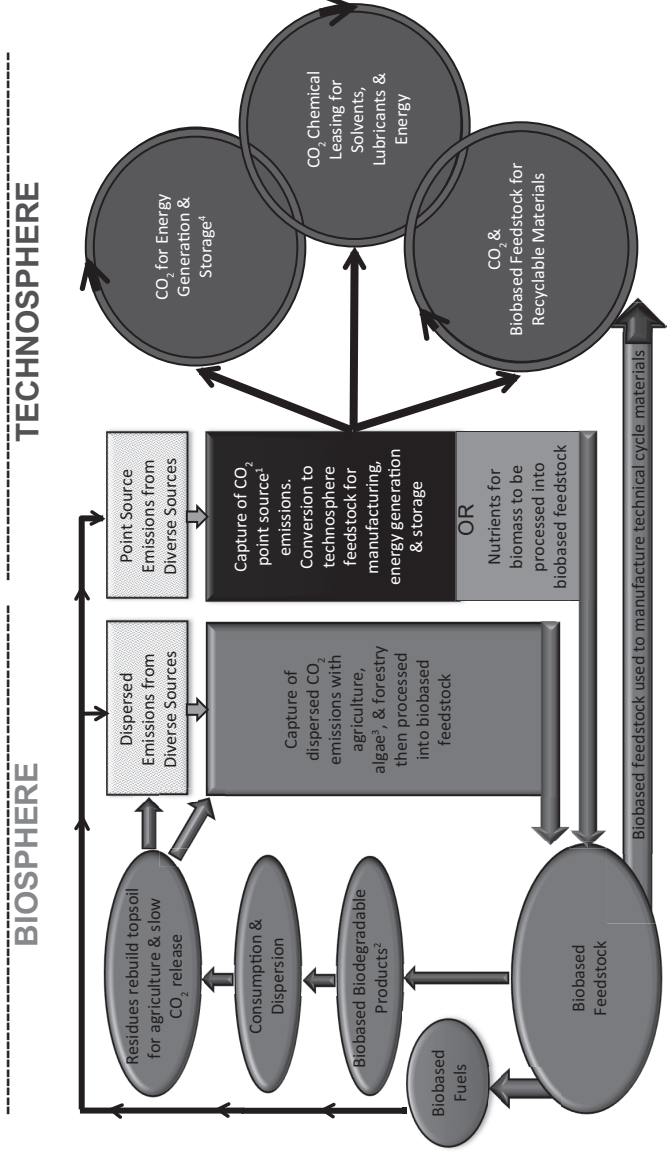 BIOSPHERE
TECHNOSPHERE
Residues rebuild topsoil
for agriculture & slow
CO₂ release
Consumption &
Dispersion
Biobased Biodegradable
Products²
Biobased
Fuels
Biobased
Feedstock
Dispersed
Emissions from
Diverse Sources
Capture of
dispersed CO₂
emissions with
agriculture,
algae³, & forestry
then processed
into biobased
feedstock
Point Source
Emissions from
Diverse Sources
Capture of CO₂
point source¹
emissions.
Conversion to
technosphere
feedstock for
manufacturing,
energy generation
& storage
OR
Nutrients for
biomass to be
processed into
biobased feedstock
Biobased feedstock used to manufacture technical cycle materials
CO₂ for Energy
Generation &
Storage⁴
CO₂ Chemical
Leasing for
Solvents,
Lubricants &
Energy
CO₂ &
Biobased Feedstock for
Recyclable Materials